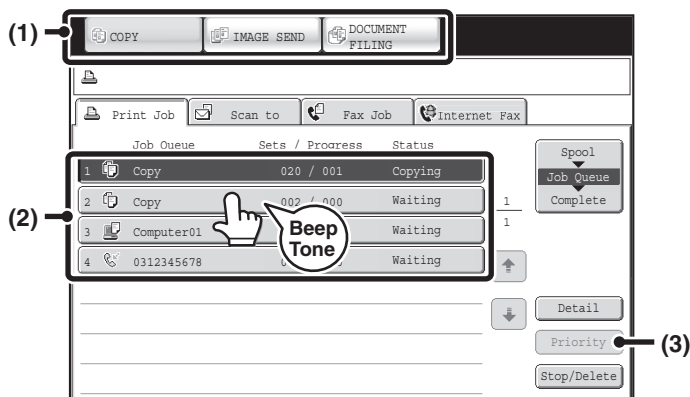 (1)
COPY
IMAGE SEND
DOCUMENT
FILING
Print Job
Scan to
Fax Job
Internet Fax
Job Queue
Sets / Progress
Status
1 Copy 020 / 001 Copying
2 Copy 002 / 000 Waiting
3 Computer01 Waiting
4 0312345678 Waiting
(2)
Beep
Tone
1
1
Spool
Job Queue
Complete
Detail
Priority
(3)
Stop/Delete